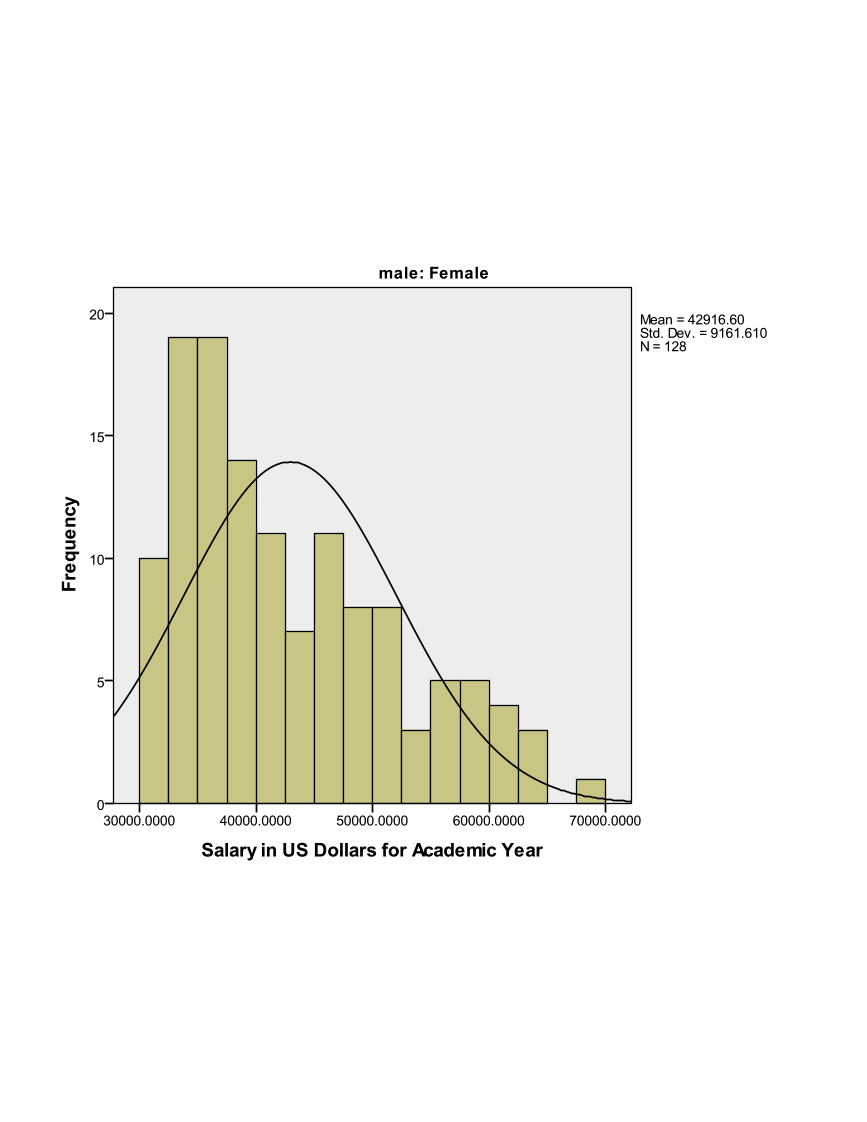 male: Female
Mean = 42916.60
Std. Dev. = 9161.610
N = 128
20
15
10
5
0
Frequency
30000.0000 40000.0000 50000.0000 60000.0000 70000.0000
Salary in US Dollars for Academic Year